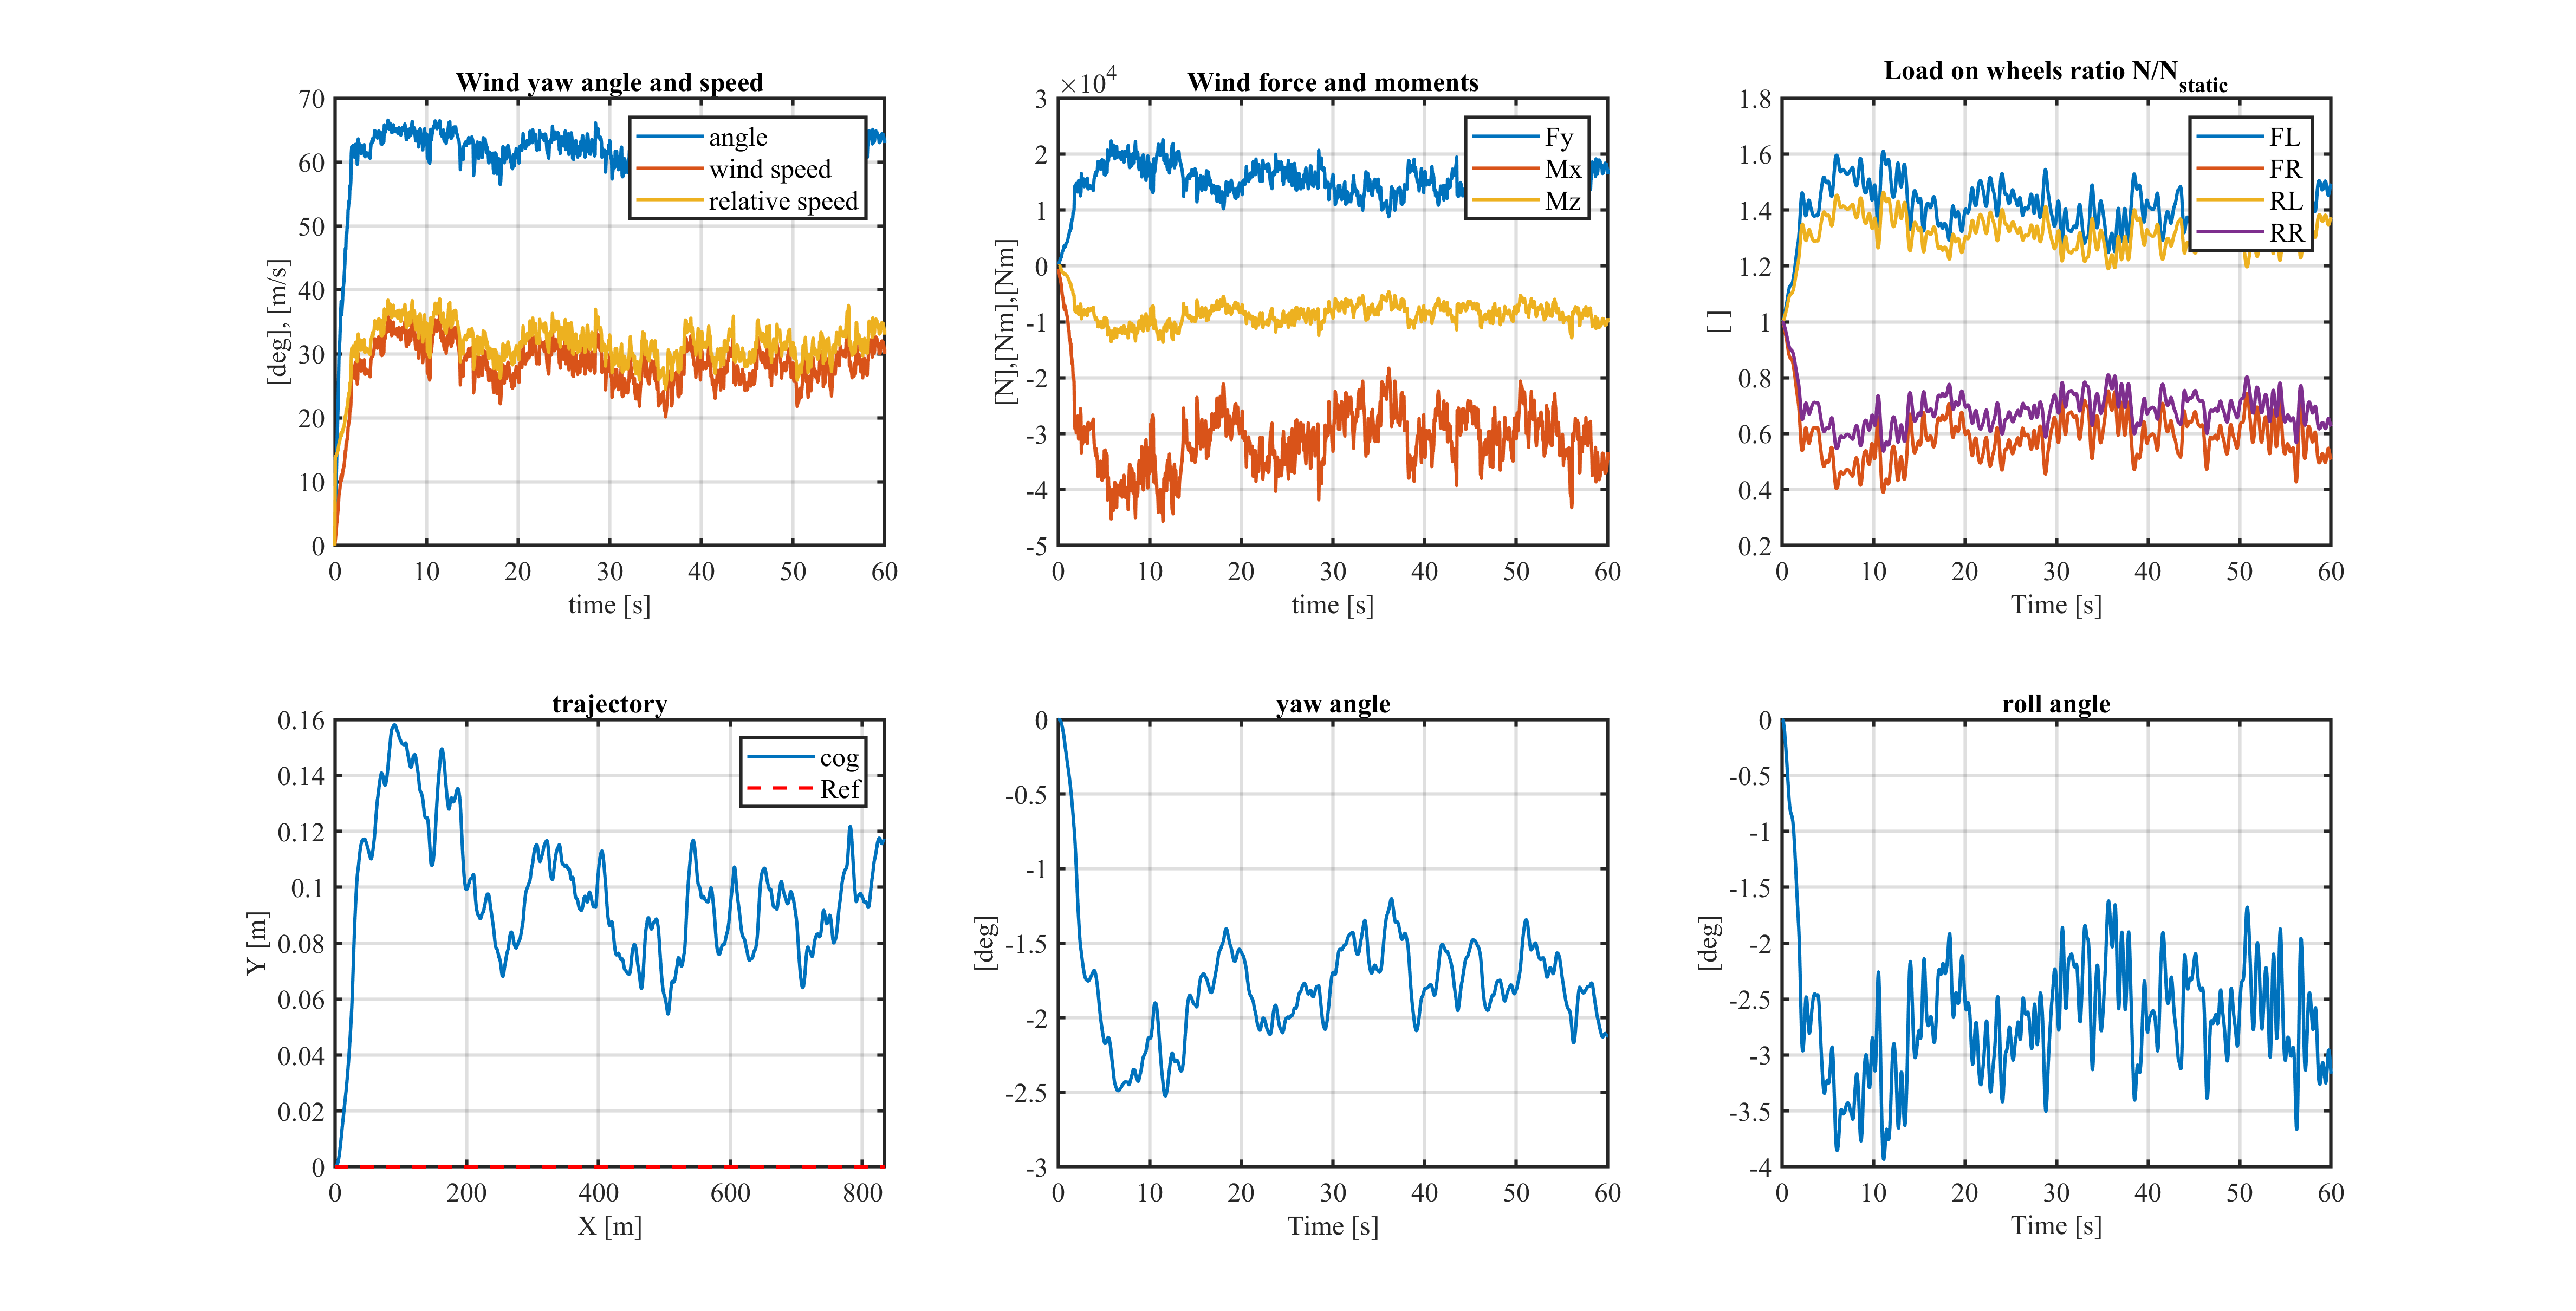 Wind yaw angle and speed
70
60
50
40
30
20
10
0
[deg], [m/s]
angle
wind speed
relative speed
0 10 20 30 40 50 60
time [s]
×10^4
Wind force and moments
3
2
1
0
-1
-2
-3
-4
-5
[N],[Nm],[Nm]
Fy
Mx
Mz
0 10 20 30 40 50 60
time [s]
Load on wheels ratio N/N_static
1.8
1.6
1.4
1.2
1
0.8
0.6
0.4
0.2
[ ]
FL
FR
RL
RR
0 10 20 30 40 50 60
Time [s]
trajectory
0.16
0.14
0.12
0.1
0.08
0.06
0.04
0.02
0
Y [m]
cog
Ref
0 200 400 600 800
X [m]
yaw angle
0
-0.5
-1
-1.5
-2
-2.5
-3
[deg]
0 10 20 30 40 50 60
Time [s]
roll angle
0
-0.5
-1
-1.5
-2
-2.5
-3
-3.5
-4
[deg]
0 10 20 30 40 50 60
Time [s]